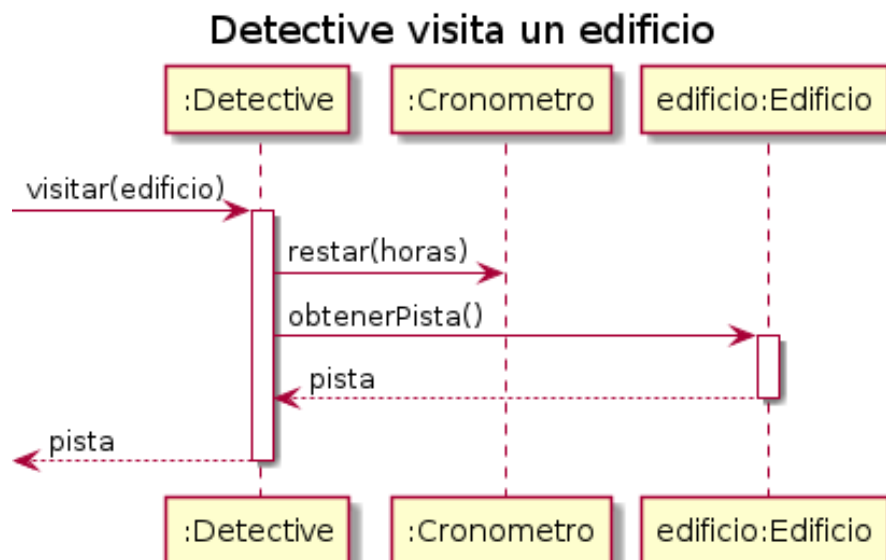 Detective visita un edificio
:Detective :Cronometro edificio:Edificio
visitar(edificio)
restar(horas)
obtenerPista()
pista
pista
:Detective :Cronometro edificio:Edificio